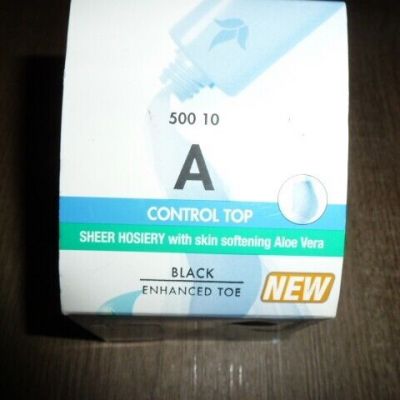 500 10
A
CONTROL TOP
SHEER HOSIERY with skin softening Aloe Vera
BLACK
ENHANCED TOE
NEW